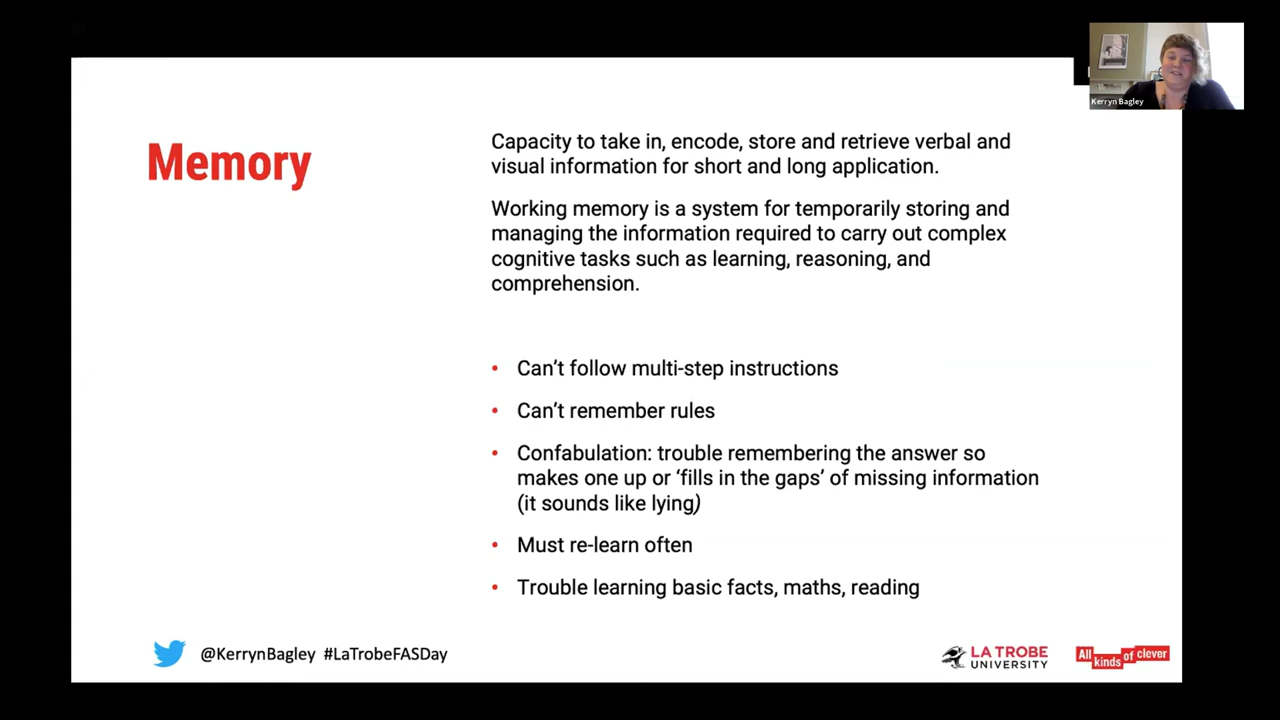 Kerryn Bagley
Memory
Capacity to take in, encode, store and retrieve verbal and
visual information for short and long application.
Working memory is a system for temporarily storing and
managing the information required to carry out complex
cognitive tasks such as learning, reasoning, and
comprehension.
• Can’t follow multi-step instructions
• Can’t remember rules
• Confabulation: trouble remembering the answer so
makes one up or ‘fills in the gaps’ of missing information
(it sounds like lying)
• Must re-learn often
• Trouble learning basic facts, maths, reading
@KerrynBagley #LaTrobeFASDay
LA TROBE
UNIVERSITY
All kinds of clever